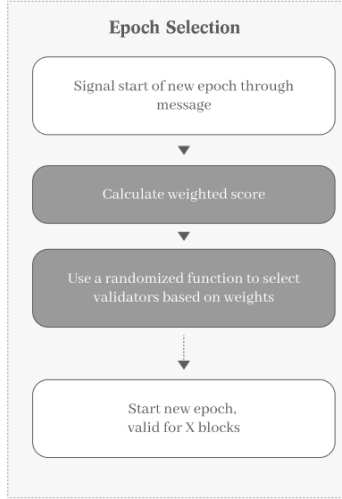 Epoch Selection
Signal start of new epoch through
message
Calculate weighted score
Use a randomized function to select
validators based on weights
Start new epoch,
valid for X blocks